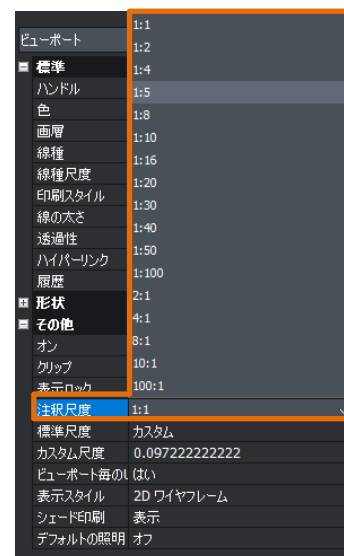 1:1
ビューポート
1:2
標準
1:4
ハンドル
1:5
色
1:8
画層
1:10
線種
1:16
線種尺度
1:20
印刷スタイル
1:30
線の太さ
1:40
透過性
1:50
ハイパーリンク
1:100
履歴
2:1
形状
4:1
その他
8:1
オン
10:1
クリップ
100:1
表示ロック
注釈尺度 1:1
標準尺度 カスタム
カスタム尺度 0.097222222222
ビューポート毎のl はい
表示スタイル 2D ワイヤフレーム
シェード印刷 表示
デフォルトの照明 オフ